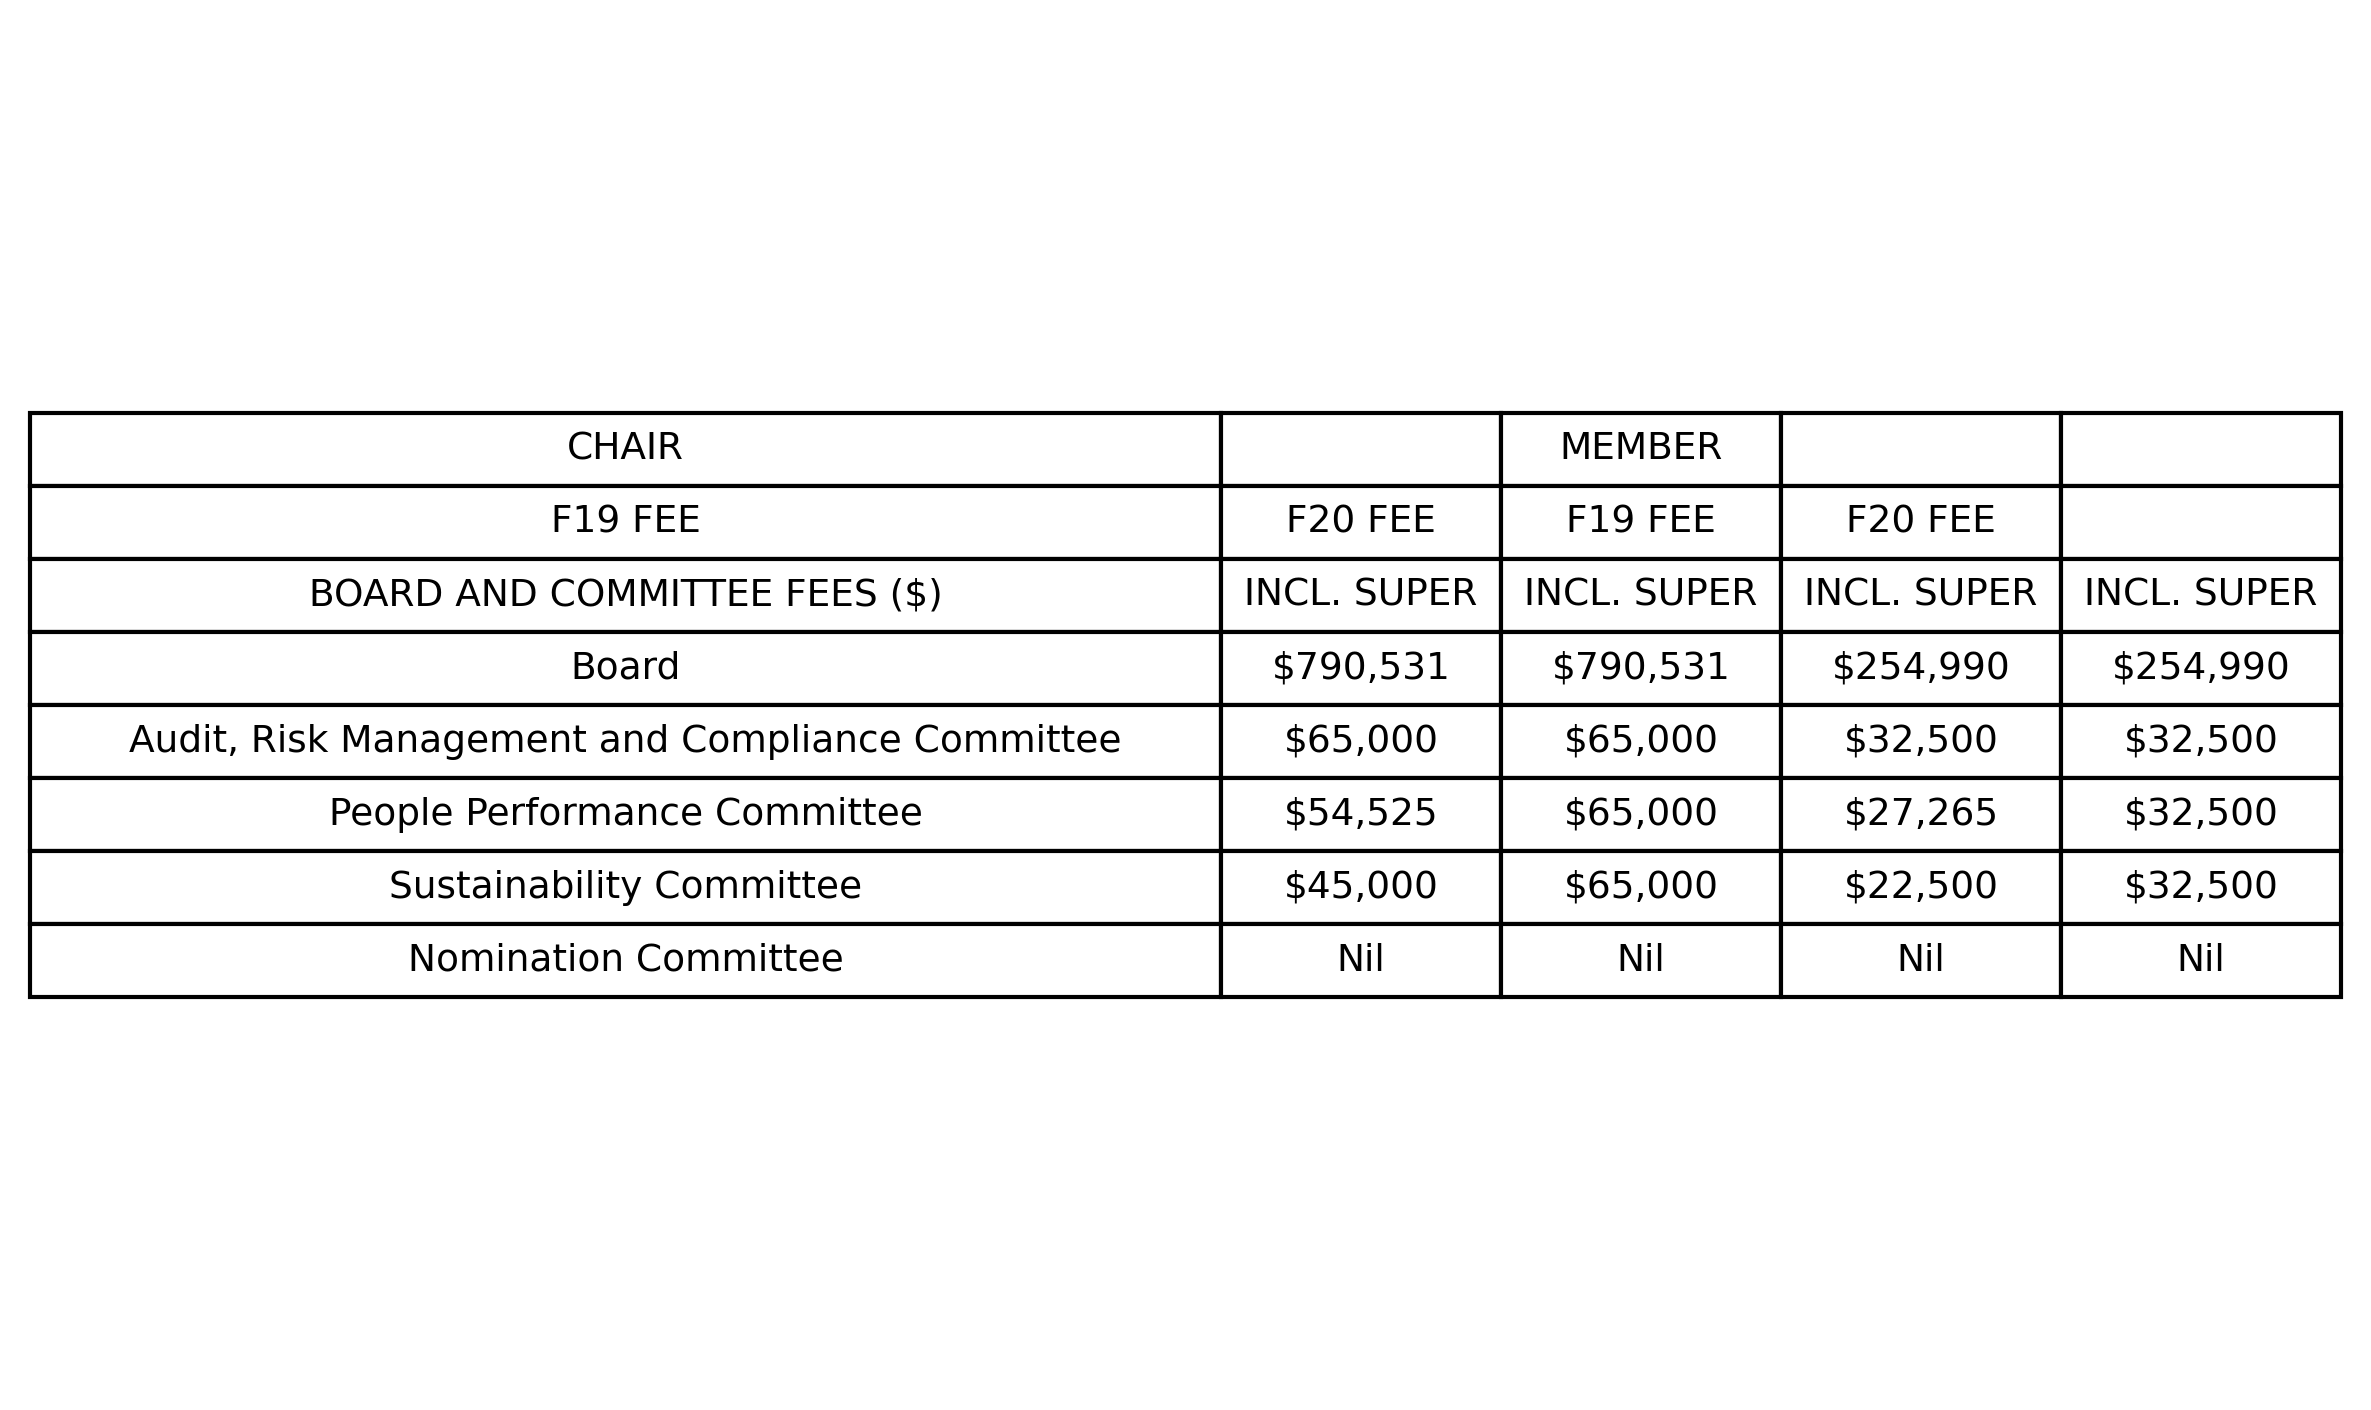 CHAIR MEMBER
F19 FEE F20 FEE F19 FEE F20 FEE
BOARD AND COMMITTEE FEES ($) INCL. SUPER INCL. SUPER INCL. SUPER INCL. SUPER
Board $790,531 $790,531 $254,990 $254,990
Audit, Risk Management and Compliance Committee $65,000 $65,000 $32,500 $32,500
People Performance Committee $54,525 $65,000 $27,265 $32,500
Sustainability Committee $45,000 $65,000 $22,500 $32,500
Nomination Committee Nil Nil Nil Nil